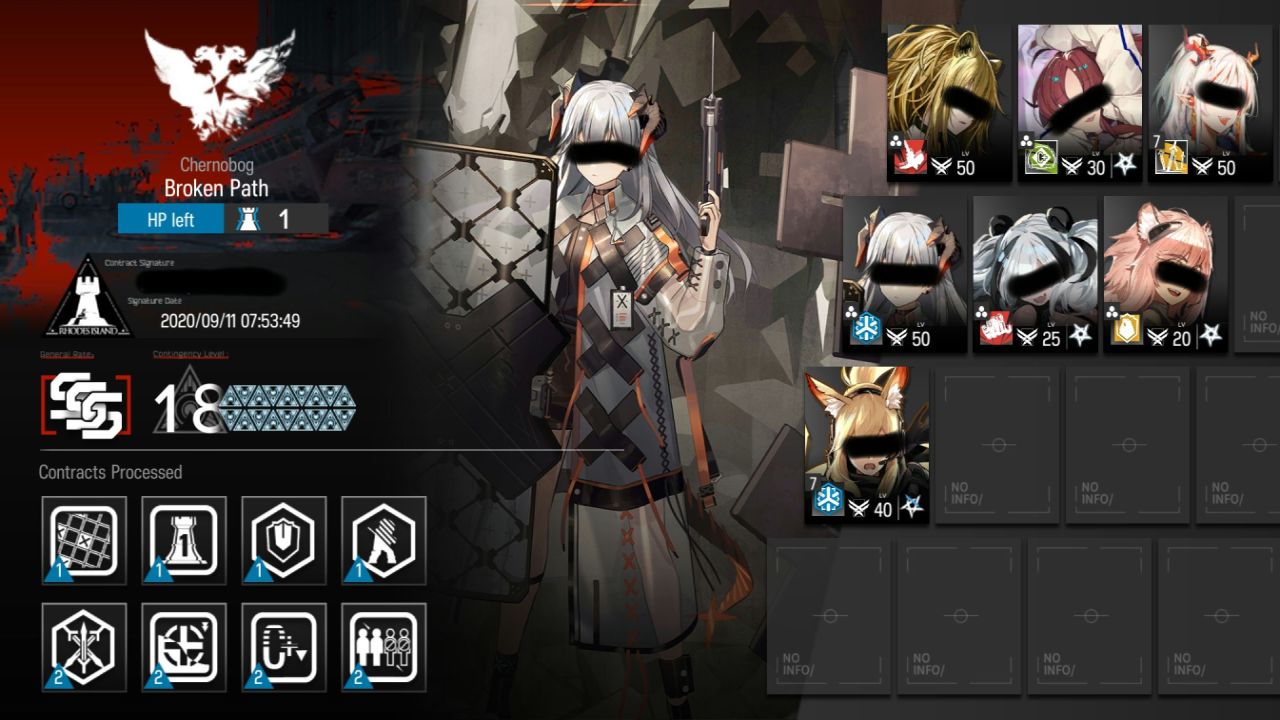 Chernobog
Broken Path
HP left 1
Contract Signature
Signature Date
2020/09/11 07:53:49
RHODES ISLAND
General Rate:
Contingency Level :
SSS
18
Contracts Processed
1 1 1 1
2 2 2 2
LV 50
LV 30
7 LV 50
LV 50
LV 25
LV 20
NO INFO/
7 LV 40
NO INFO/
NO INFO/
NO INFO/
NO INFO/
NO INFO/
NO INFO/
NO INFO/